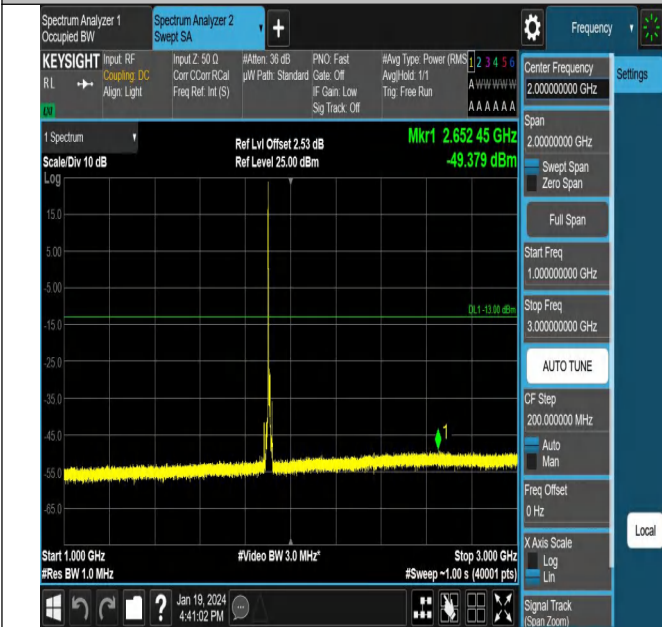 Spectrum Analyzer 1
Occupied BW
Spectrum Analyzer 2
Swept SA
+
Frequency
KEYSIGHT
RL
Input: RF
Coupling: DC
Align: Light
Input Z: 50 Ω
Corr CCorr RCal
Freq Ref: Int (S)
#Atten: 36 dB
µW Path: Standard
PNO: Fast
Gate: Off
IF Gain: Low
Sig Track: Off
#Avg Type: Power (RMS
Avg|Hold: 1/1
Trig: Free Run
1 2 3 4 5 6
A W W W W W
A A A A A A
1 Spectrum
Scale/Div 10 dB
Log
Ref Lvl Offset 2.53 dB
Ref Level 25.00 dBm
Mkr1 2.652 45 GHz
-49.379 dBm
15.0
5.00
-5.00
-15.0
-25.0
-35.0
-45.0
-55.0
-65.0
DL1 -13.00 dBm
1
Start 1.000 GHz
#Res BW 1.0 MHz
#Video BW 3.0 MHz*
Stop 3.000 GHz
#Sweep ~1.00 s (40001 pts)
Center Frequency
2.000000000 GHz
Settings
Span
2.00000000 GHz
Swept Span
Zero Span
Full Span
Start Freq
1.000000000 GHz
Stop Freq
3.000000000 GHz
AUTO TUNE
CF Step
200.000000 MHz
Auto
Man
Freq Offset
0 Hz
X Axis Scale
Log
Lin
Local
Signal Track
(Span Zoom)
?
Jan 19, 2024
4:41:02 PM